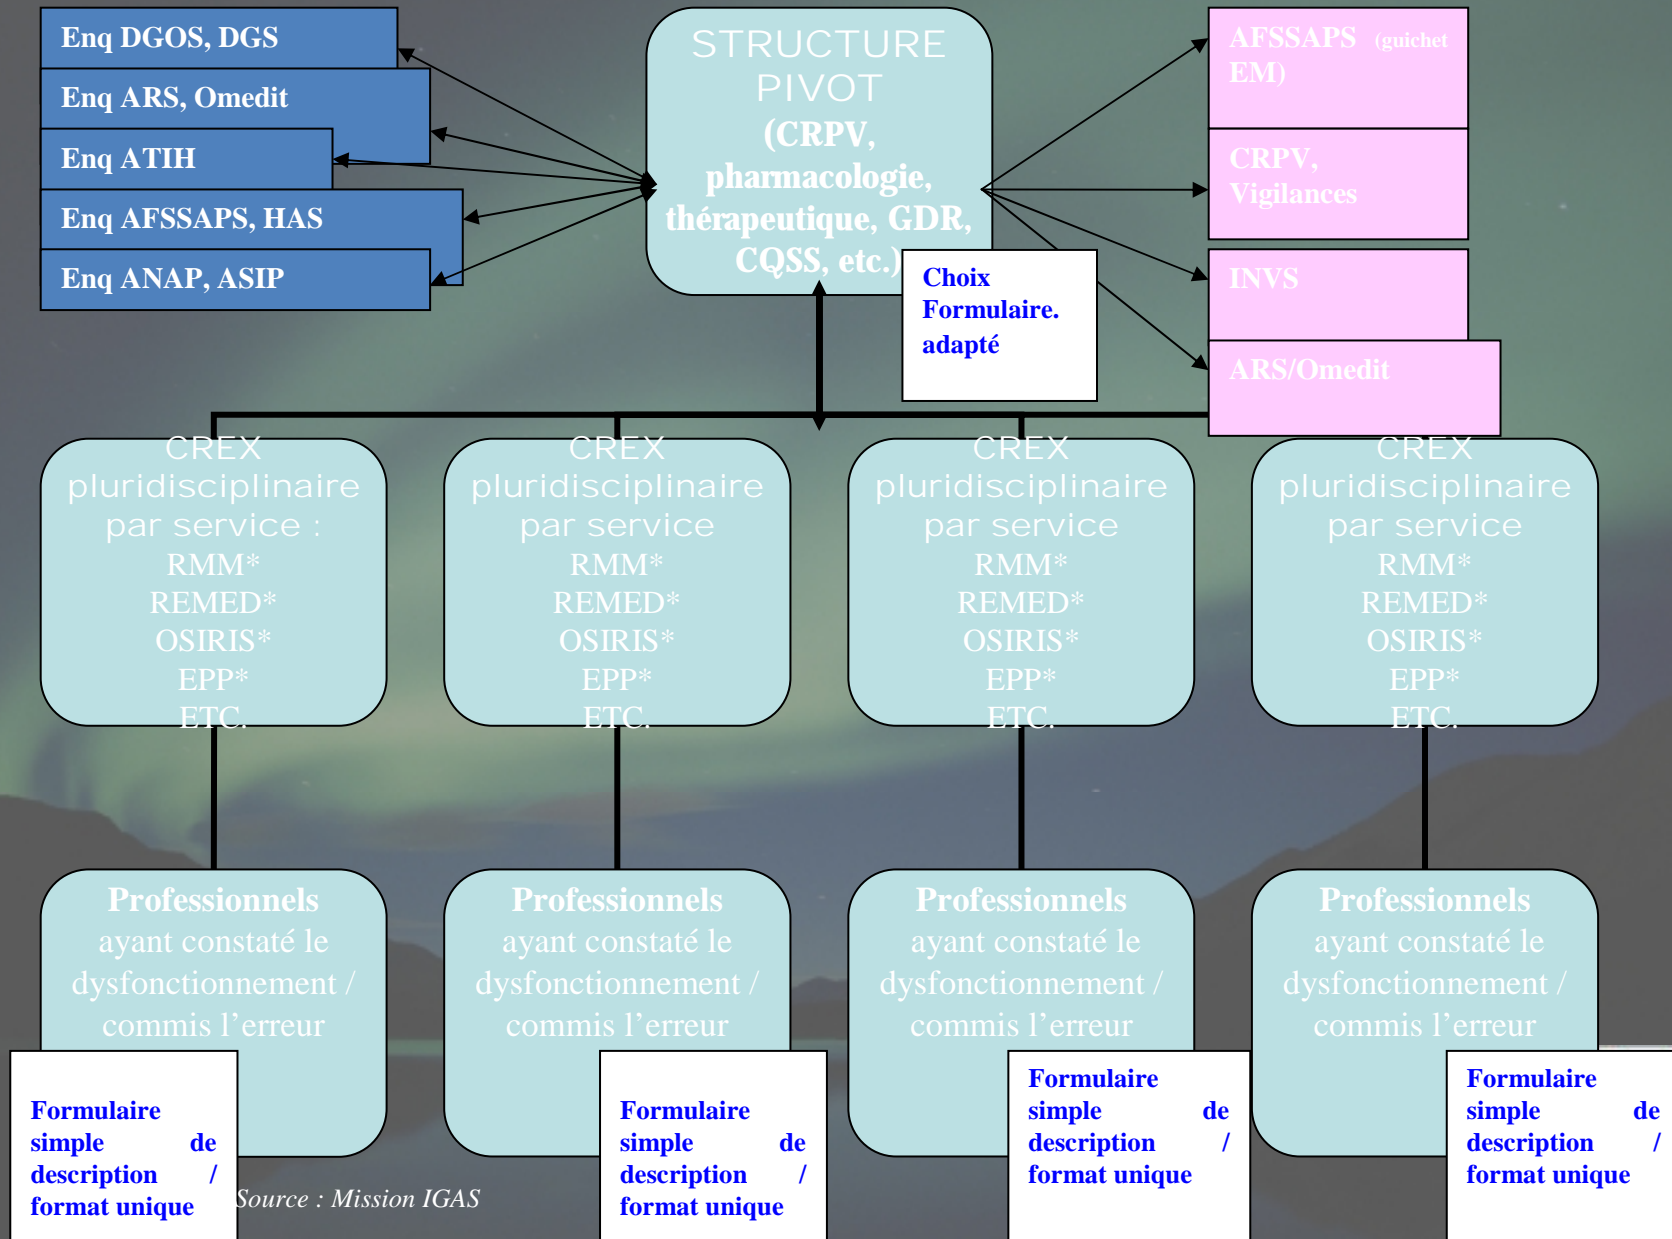 Enq DGOS, DGS
Enq ARS, Omedit
Enq ATIH
Enq AFSSAPS, HAS
Enq ANAP, ASIP
STRUCTURE
PIVOT
(CRPV,
pharmacologie,
thérapeutique, GDR,
CQSS, etc.)
Choix
Formulaire.
adapté
AFSSAPS (guichet
EM)
CRPV,
Vigilances
INVS
ARS/Omedit
CREX
pluridisciplinaire
par service :
RMM*
REMED*
OSIRIS*
EPP*
ETC.
CREX
pluridisciplinaire
par service
RMM*
REMED*
OSIRIS*
EPP*
ETC.
CREX
pluridisciplinaire
par service
RMM*
REMED*
OSIRIS*
EPP*
ETC.
CREX
pluridisciplinaire
par service
RMM*
REMED*
OSIRIS*
EPP*
ETC.
Professionnels
ayant constaté le
dysfonctionnement /
commis l’erreur
Formulaire
simple de
description /
format unique
Professionnels
ayant constaté le
dysfonctionnement /
commis l’erreur
Formulaire
simple de
description /
format unique
Professionnels
ayant constaté le
dysfonctionnement /
commis l’erreur
Formulaire
simple de
description /
format unique
Professionnels
ayant constaté le
dysfonctionnement /
commis l’erreur
Formulaire
simple de
description /
format unique
Source : Mission IGAS